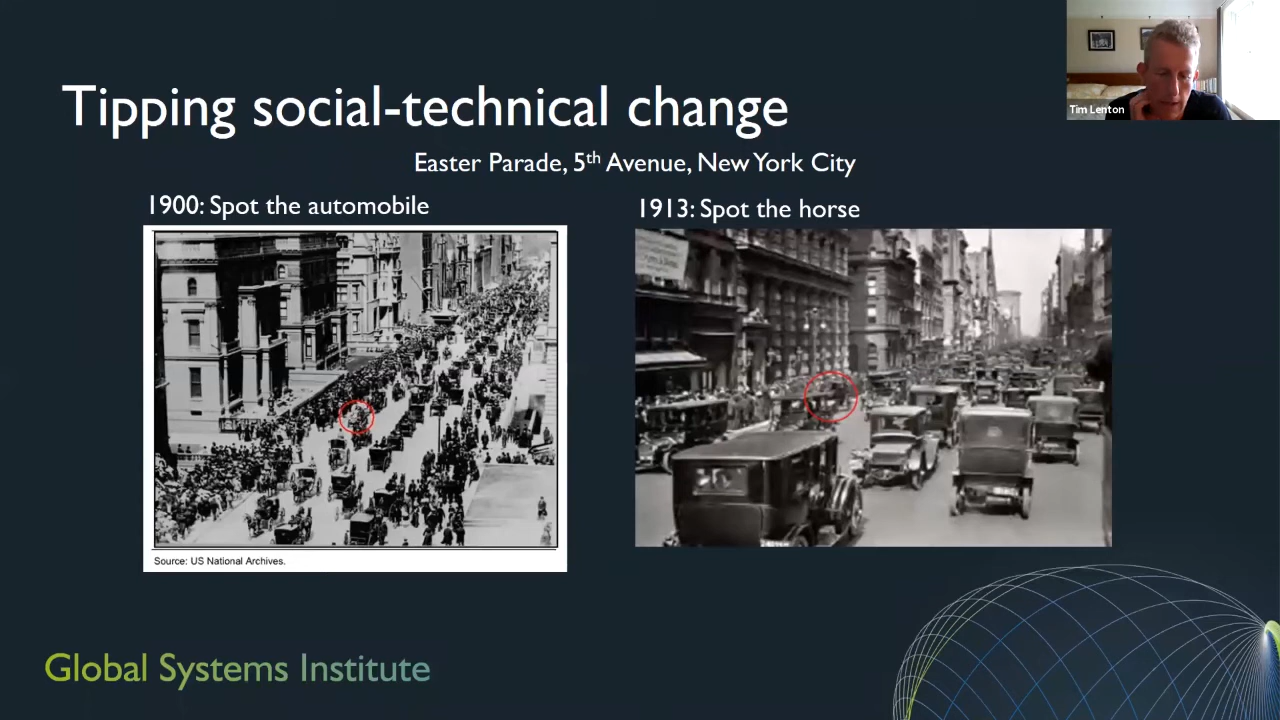 Tipping social-technical change
Easter Parade, 5th Avenue, New York City
1900: Spot the automobile
1913: Spot the horse
Source: US National Archives.
Global Systems Institute
Tim Lenton